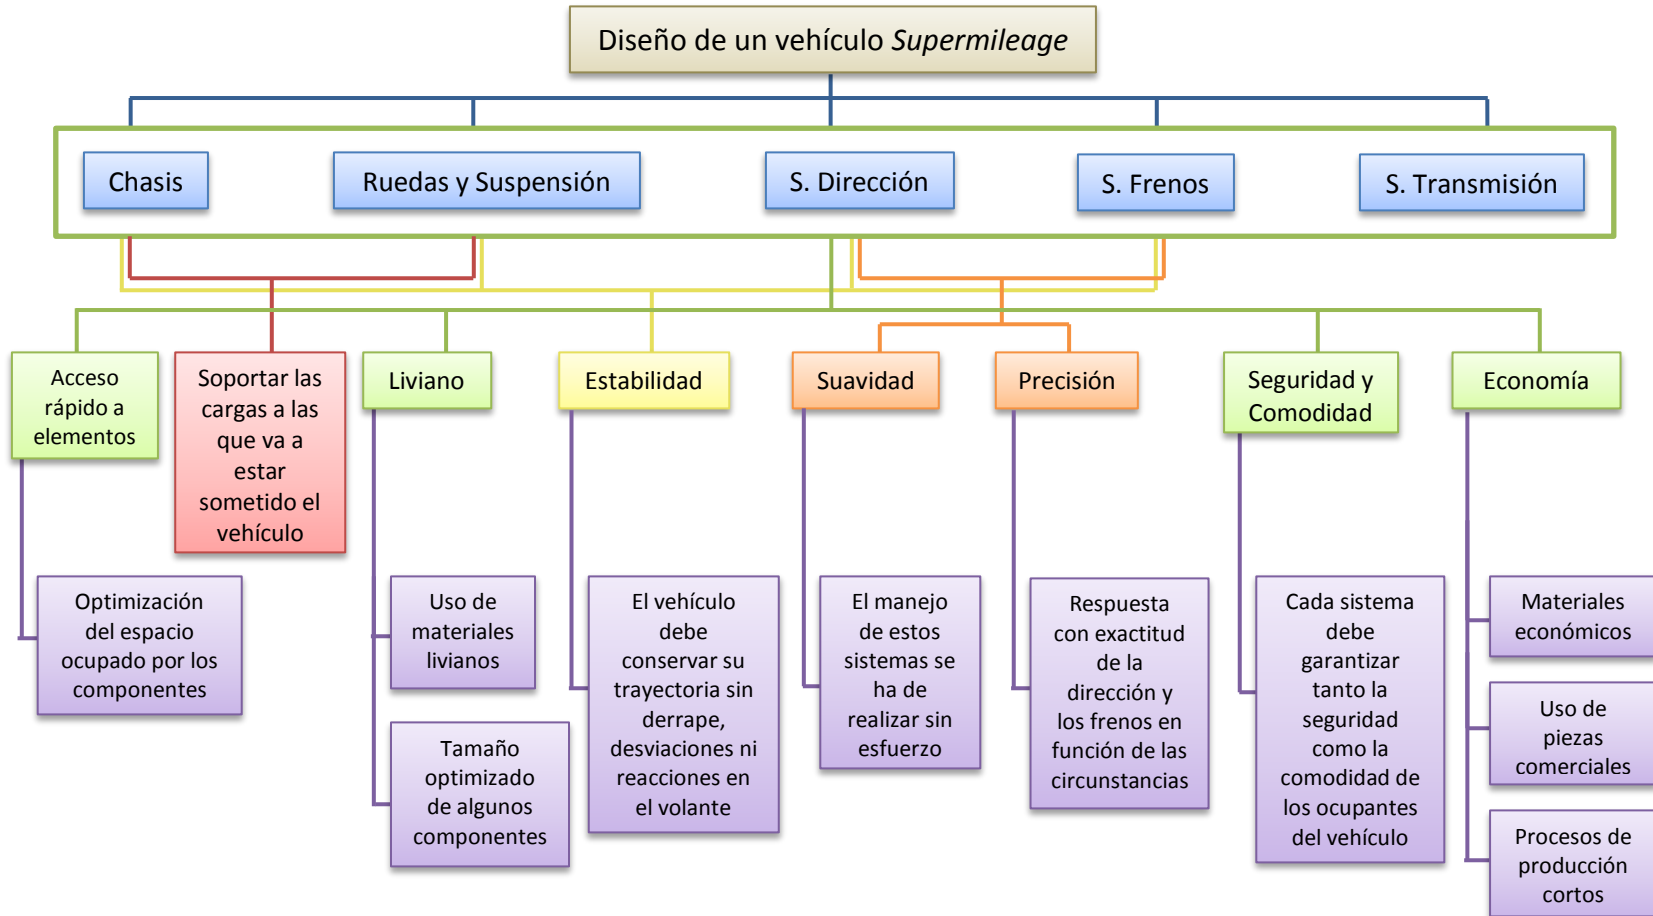 Diseño de un vehículo Supermileage
Chasis
Ruedas y Suspensión
S. Dirección
S. Frenos
S. Transmisión
Acceso
rápido a
elementos
Soportar las
cargas a las
que va a
estar
sometido el
vehículo
Liviano
Estabilidad
Suavidad
Precisión
Seguridad y
Comodidad
Economía
Optimización
del espacio
ocupado por los
componentes
Uso de
materiales
livianos
Tamaño
optimizado
de algunos
componentes
El vehículo
debe
conservar su
trayectoria sin
derrape,
desviaciones ni
reacciones en
el volante
El manejo
de estos
sistemas se
ha de
realizar sin
esfuerzo
Respuesta
con exactitud
de la
dirección y
los frenos en
función de las
circunstancias
Cada sistema
debe
garantizar
tanto la
seguridad
como la
comodidad de
los ocupantes
del vehículo
Materiales
económicos
Uso de
piezas
comerciales
Procesos de
producción
cortos